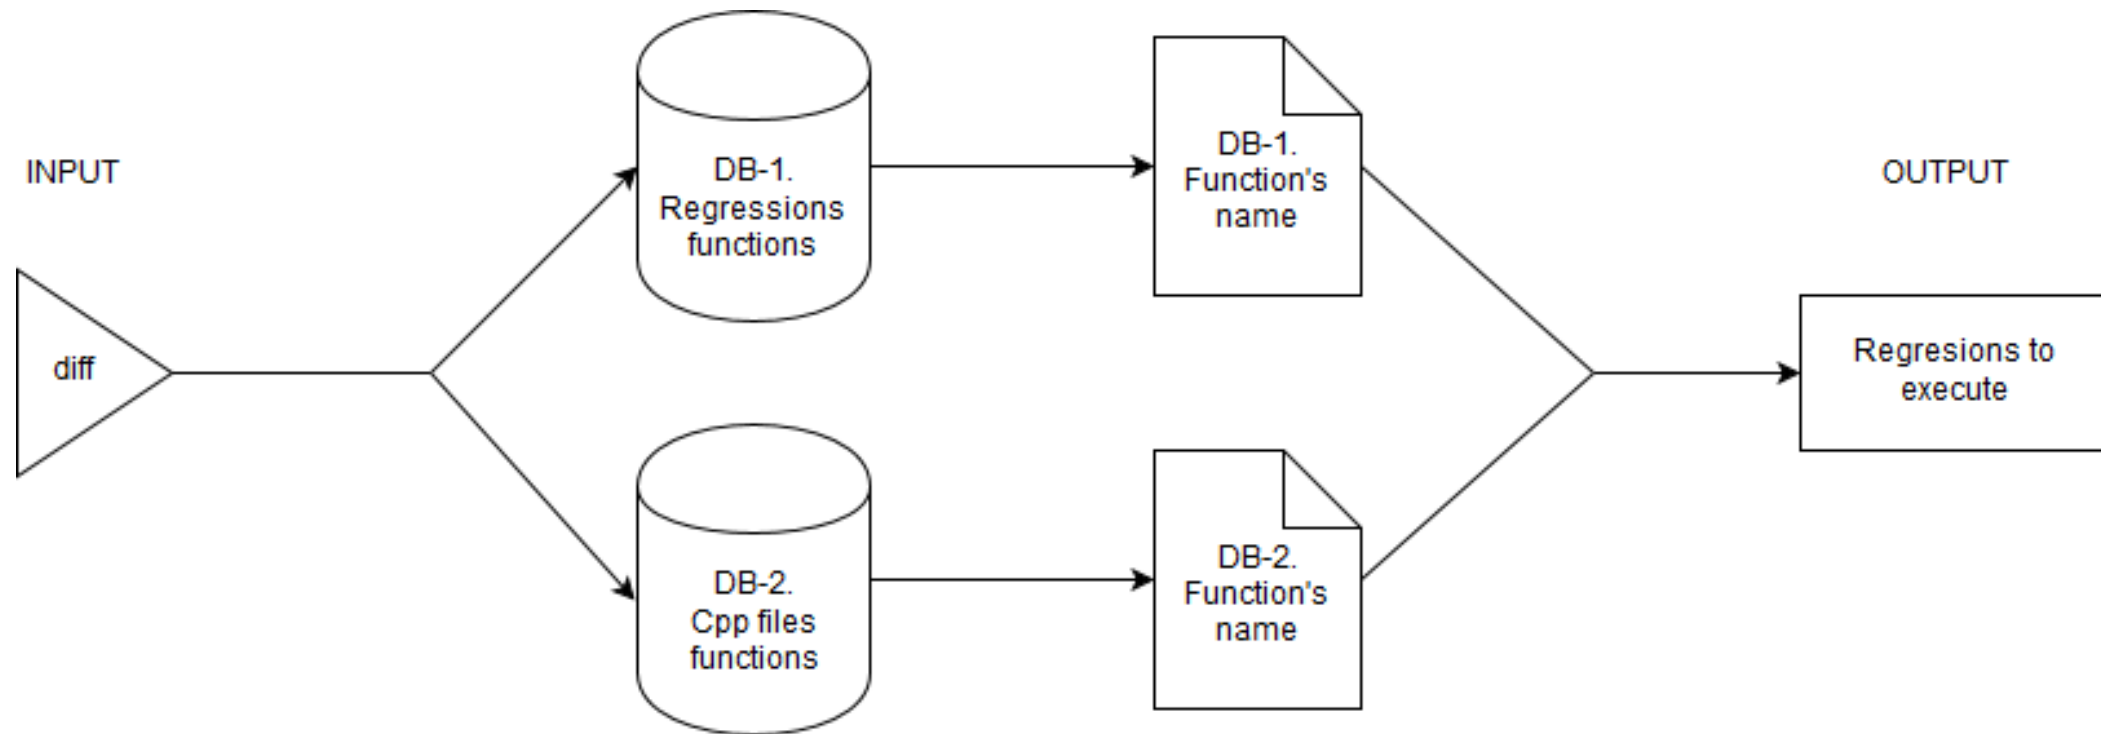 INPUT
diff
DB-1.
Regressions
functions
DB-2.
Cpp files
functions
DB-1.
Function's
name
DB-2.
Function's
name
OUTPUT
Regresions to
execute